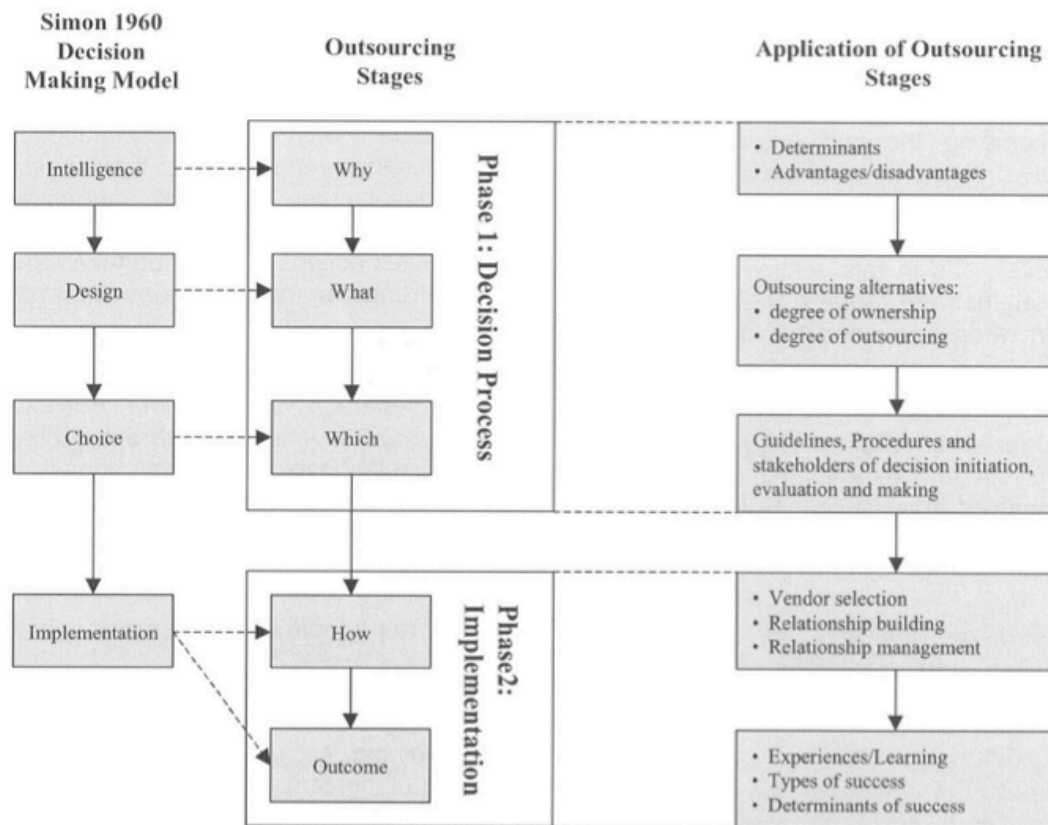 Simon 1960
Decision
Making Model
Outsourcing
Stages
Application of Outsourcing
Stages
Intelligence
Design
Choice
Implementation
Why
What
Which
Phase 1: Decision Process
How
Outcome
Phase2:
Implementation
• Determinants
• Advantages/disadvantages
Outsourcing alternatives:
• degree of ownership
• degree of outsourcing
Guidelines, Procedures and
stakeholders of decision initiation,
evaluation and making
• Vendor selection
• Relationship building
• Relationship management
• Experiences/Learning
• Types of success
• Determinants of success